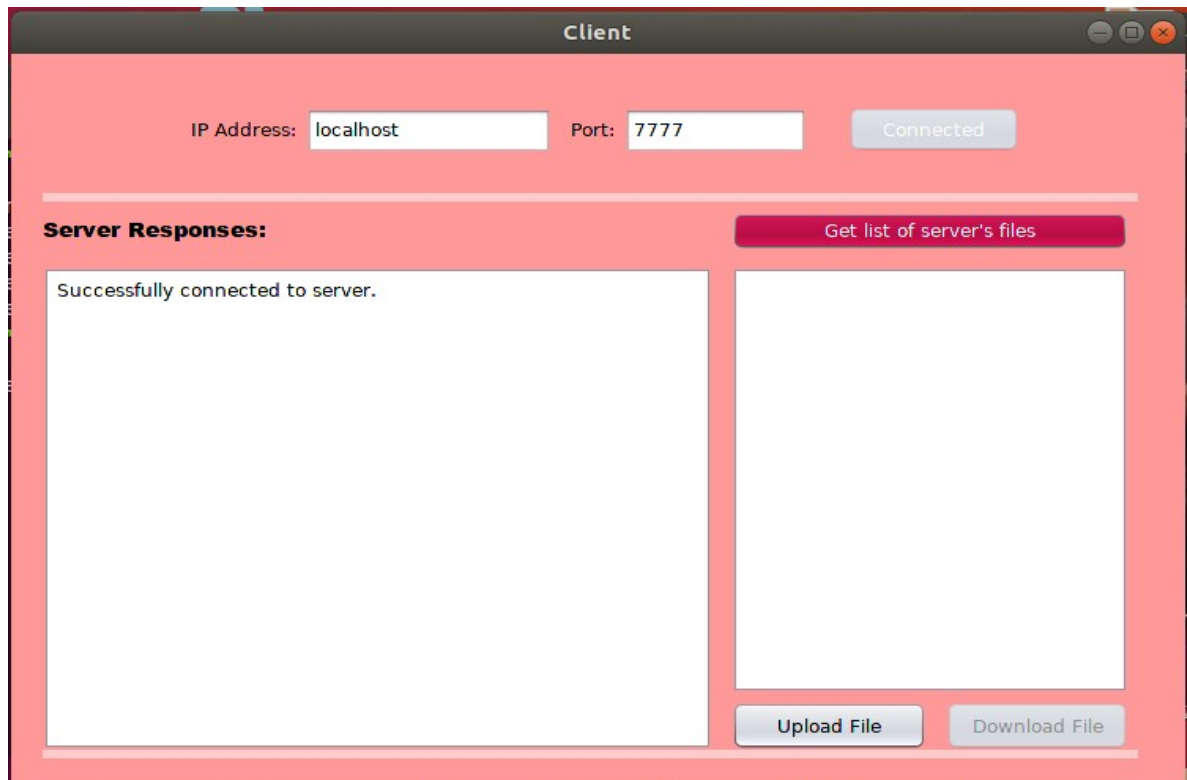 Client
IP Address: localhost Port: 7777 Connected
Server Responses: Get list of server's files
Successfully connected to server.
Upload File Download File